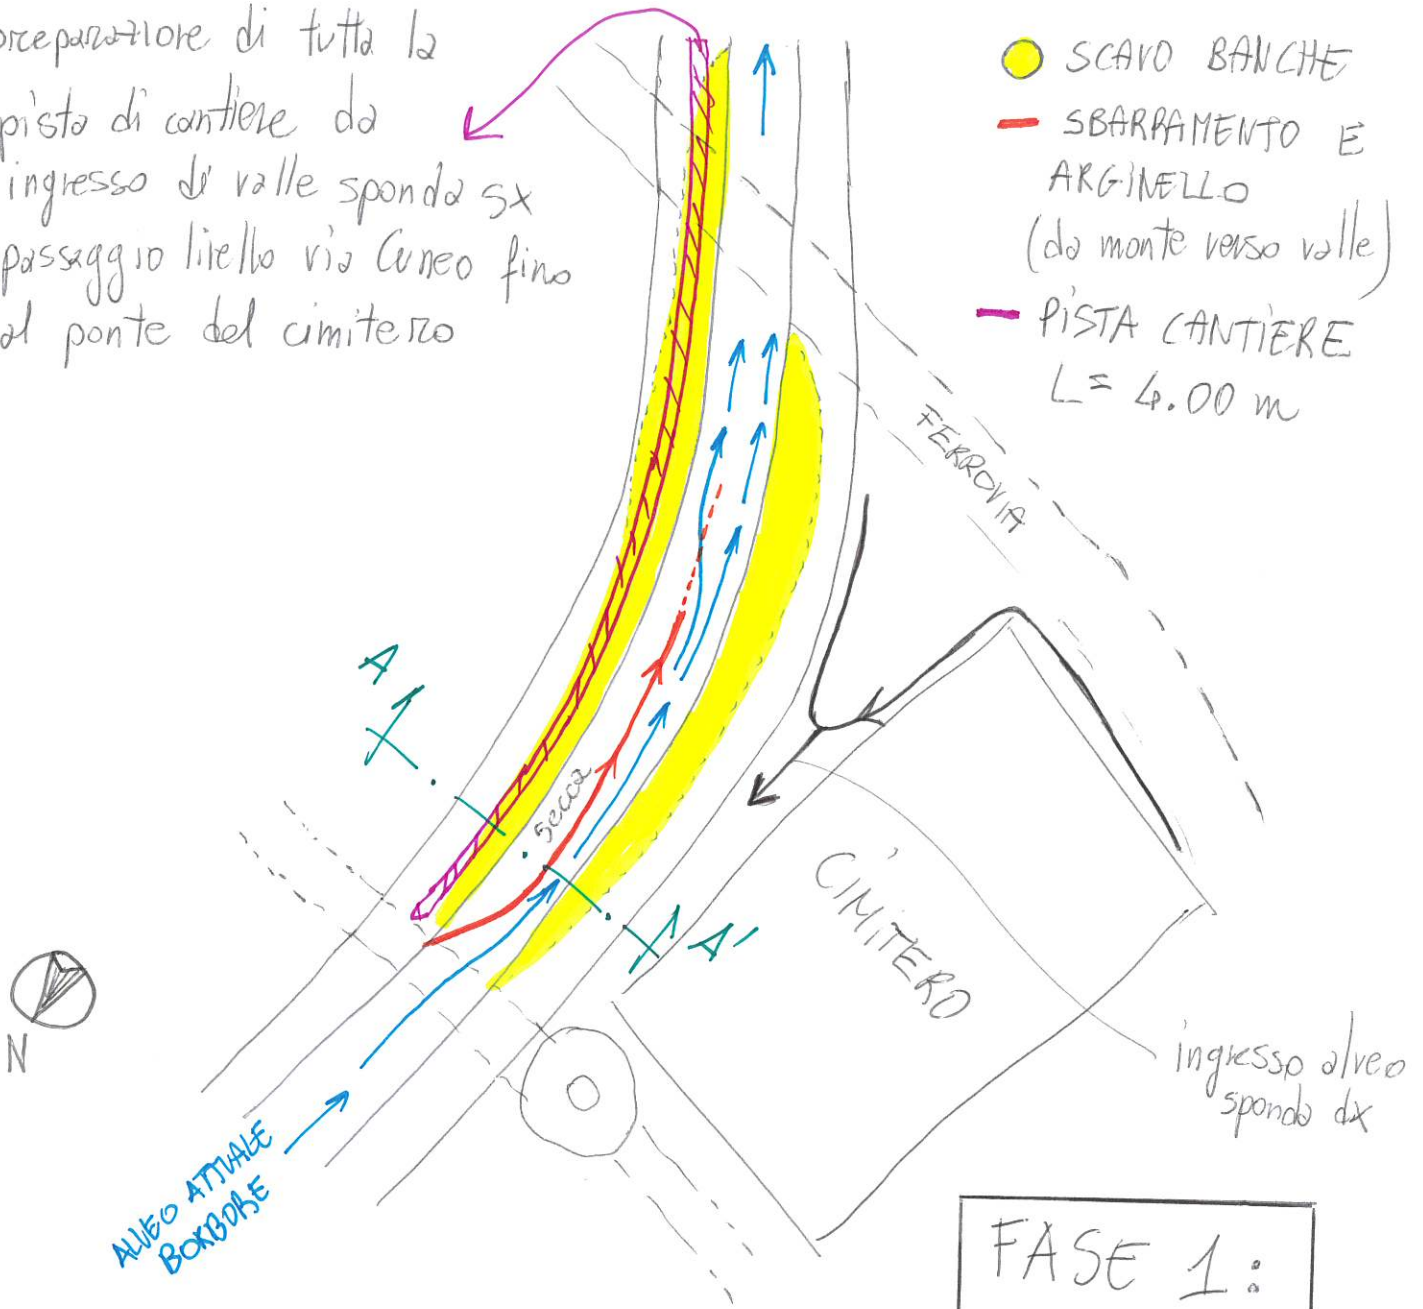 preparazione di tutta la
pista di cantiere da
ingresso di valle sponda sx
passaggio livello via Cuneo fino
al ponte del cimitero
SCAVO BANCHE
SBARRAMENTO E
ARGINELLO
(da monte verso valle)
PISTA CANTIERE
L= 4.00 m
FERROVIA
A
secca
A'
CIMITERO
N
ingresso alveo
sponda dx
ALVEO ATTUALE
BORBORE
FASE 1: